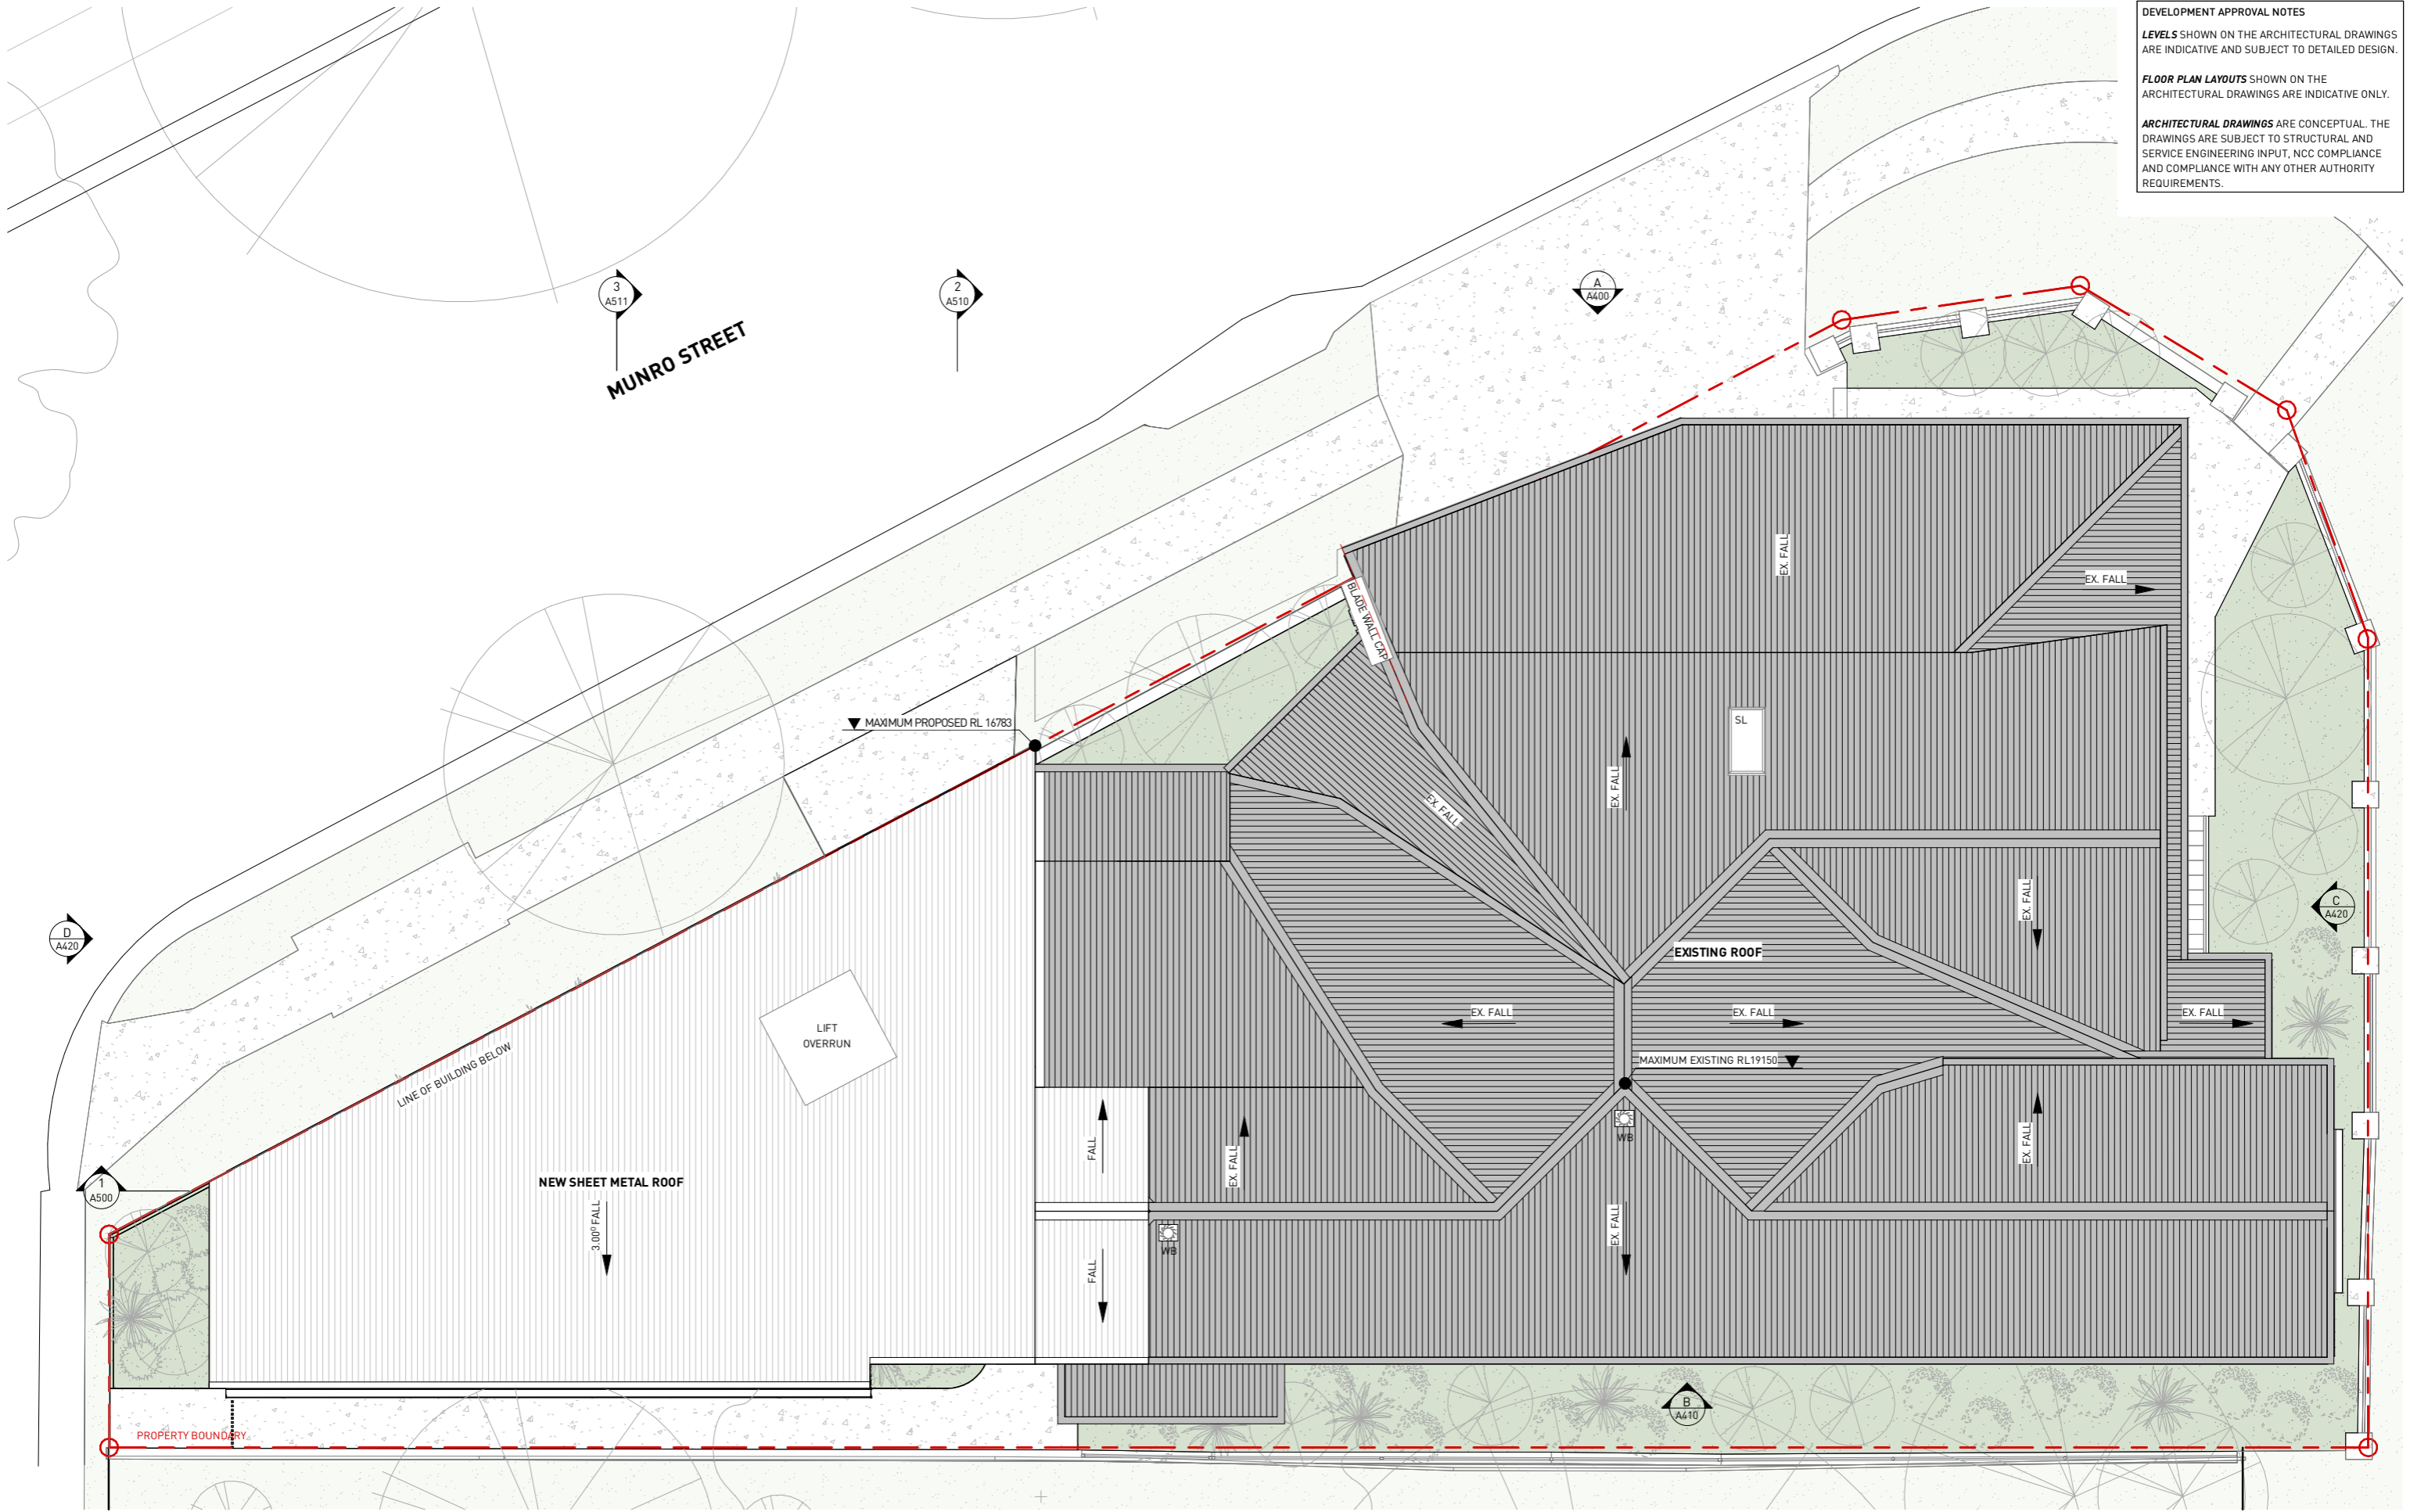 DEVELOPMENT APPROVAL NOTES
LEVELS SHOWN ON THE ARCHITECTURAL DRAWINGS
ARE INDICATIVE AND SUBJECT TO DETAILED DESIGN.
FLOOR PLAN LAYOUTS SHOWN ON THE
ARCHITECTURAL DRAWINGS ARE INDICATIVE ONLY.
ARCHITECTURAL DRAWINGS ARE CONCEPTUAL. THE
DRAWINGS ARE SUBJECT TO STRUCTURAL AND
SERVICE ENGINEERING INPUT, NCC COMPLIANCE
AND COMPLIANCE WITH ANY OTHER AUTHORITY
REQUIREMENTS.
3
A511
2
A510
A
A400
MUNRO STREET
EX. FALL
EX. FALL
BLADE WALL CAP
MAXIMUM PROPOSED RL 16783
SL
EX. FALL
EX. FALL
EX. FALL
C
A420
D
A420
EXISTING ROOF
EX. FALL
EX. FALL
EX. FALL
LIFT
OVERRUN
MAXIMUM EXISTING RL19150
LINE OF BUILDING BELOW
WB
FALL
EX. FALL
EX. FALL
1
A500
NEW SHEET METAL ROOF
3.00° FALL
EX. FALL
WB
FALL
B
A410
PROPERTY BOUNDARY